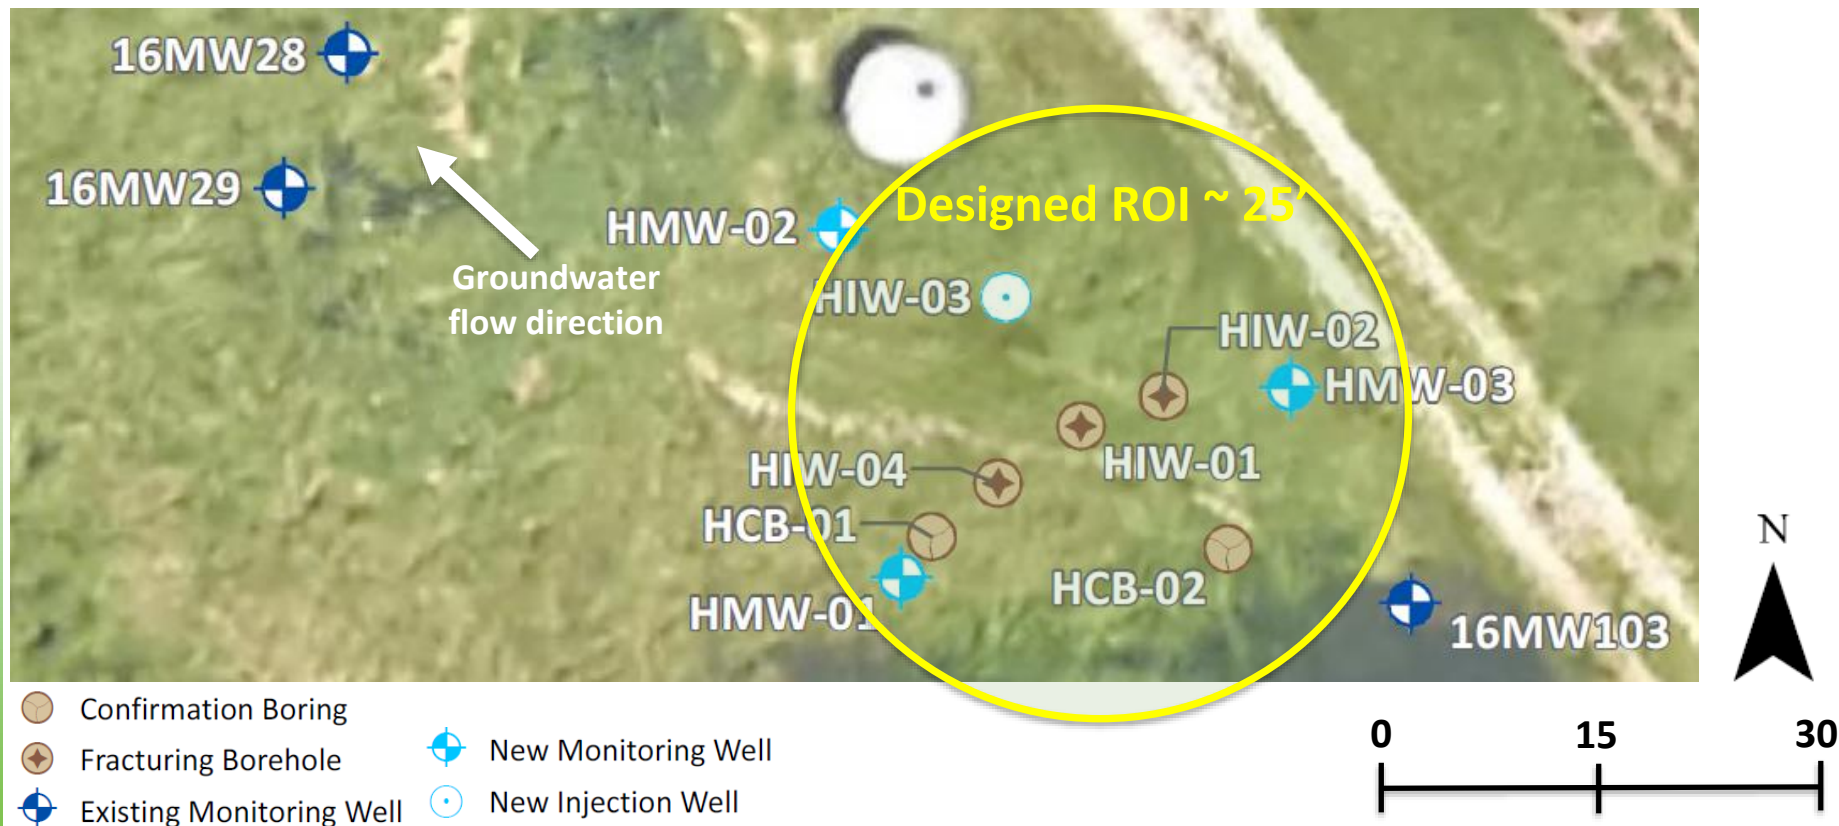 16MW28
16MW29
Groundwater
flow direction
HMW-02
Designed ROI ~ 25'
HIW-03
HIW-02
HMW-03
HIW-01
HIW-04
HCB-01
HMW-01
HCB-02
16MW103
N
0 15 30
Confirmation Boring
Fracturing Borehole
Existing Monitoring Well
New Monitoring Well
New Injection Well